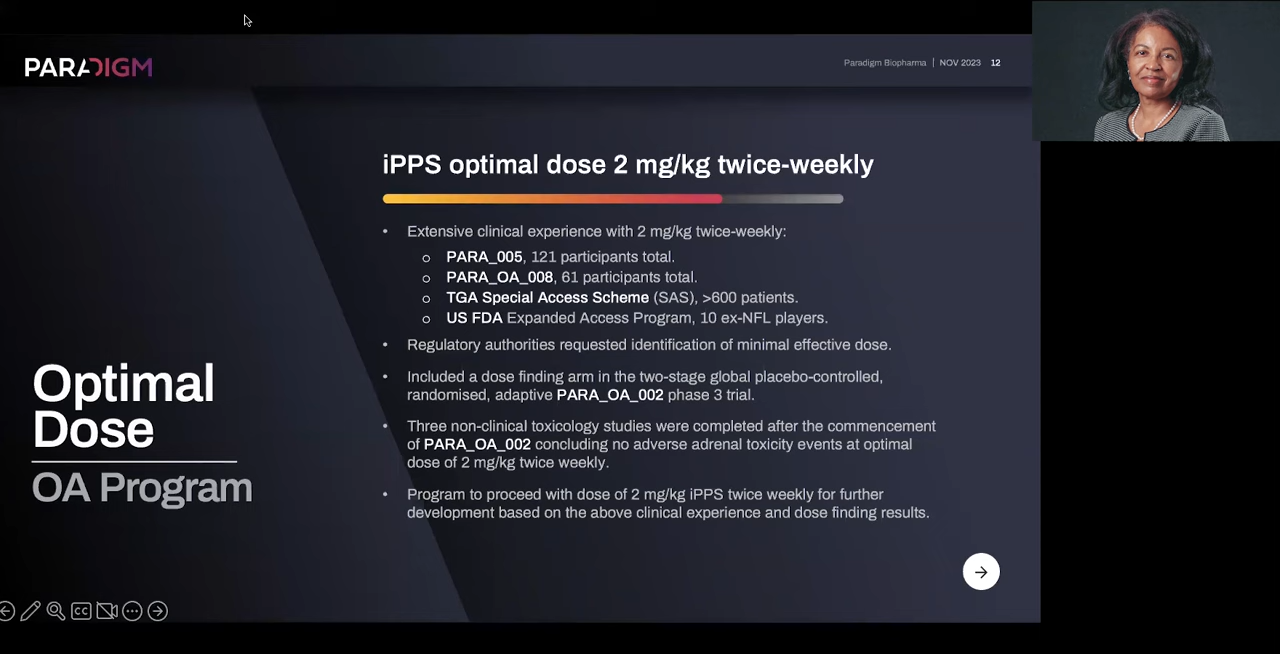 PARADIGM
Paradigm Biopharma | NOV 2023 12
iPPS optimal dose 2 mg/kg twice-weekly
• Extensive clinical experience with 2 mg/kg twice-weekly:
o PARA_005, 121 participants total.
o PARA_OA_008, 61 participants total.
o TGA Special Access Scheme (SAS), >600 patients.
o US FDA Expanded Access Program, 10 ex-NFL players.
• Regulatory authorities requested identification of minimal effective dose.
• Included a dose finding arm in the two-stage global placebo-controlled,
randomised, adaptive PARA_OA_002 phase 3 trial.
• Three non-clinical toxicology studies were completed after the commencement
of PARA_OA_002 concluding no adverse adrenal toxicity events at optimal
dose of 2 mg/kg twice weekly.
• Program to proceed with dose of 2 mg/kg iPPS twice weekly for further
development based on the above clinical experience and dose finding results.
Optimal
Dose
OA Program
CC